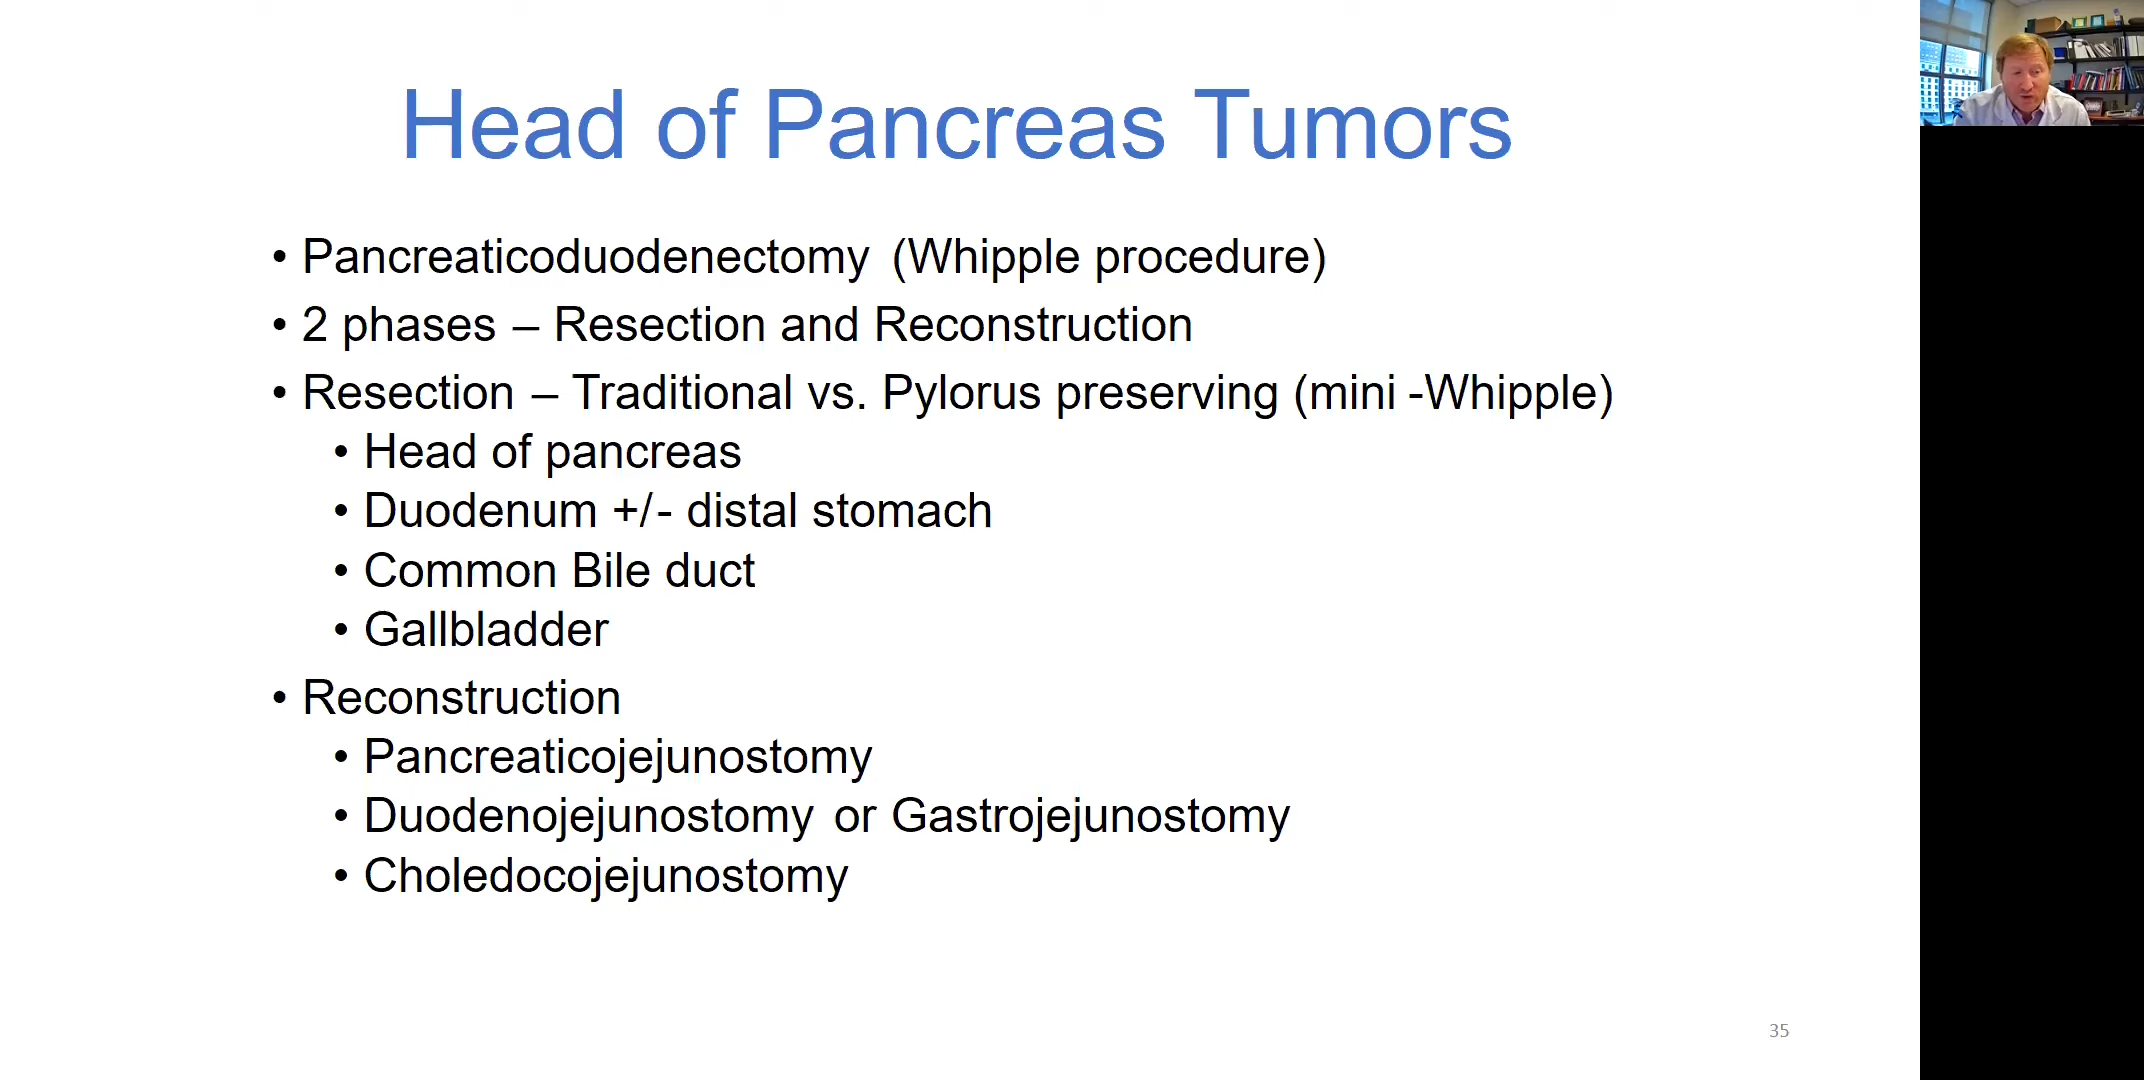 Head of Pancreas Tumors
• Pancreaticoduodenectomy (Whipple procedure)
• 2 phases – Resection and Reconstruction
• Resection – Traditional vs. Pylorus preserving (mini -Whipple)
• Head of pancreas
• Duodenum +/- distal stomach
• Common Bile duct
• Gallbladder
• Reconstruction
• Pancreaticojejunostomy
• Duodenojejunostomy or Gastrojejunostomy
• Choledocojejunostomy
35